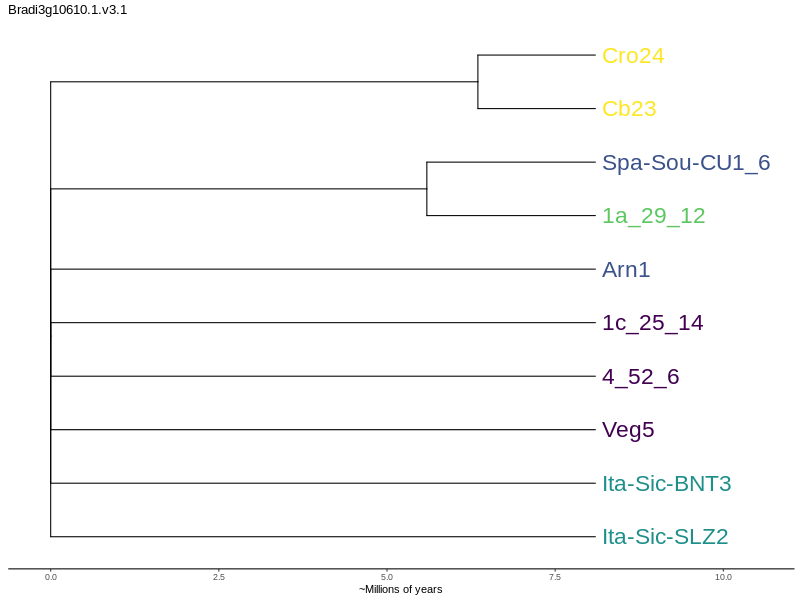 Bradi3g10610.1.v3.1
Cro24
Cb23
Spa-Sou-CU1_6
1a_29_12
Arn1
1c_25_14
4_52_6
Veg5
Ita-Sic-BNT3
Ita-Sic-SLZ2
0.0 2.5 5.0 7.5 10.0
~Millions of years